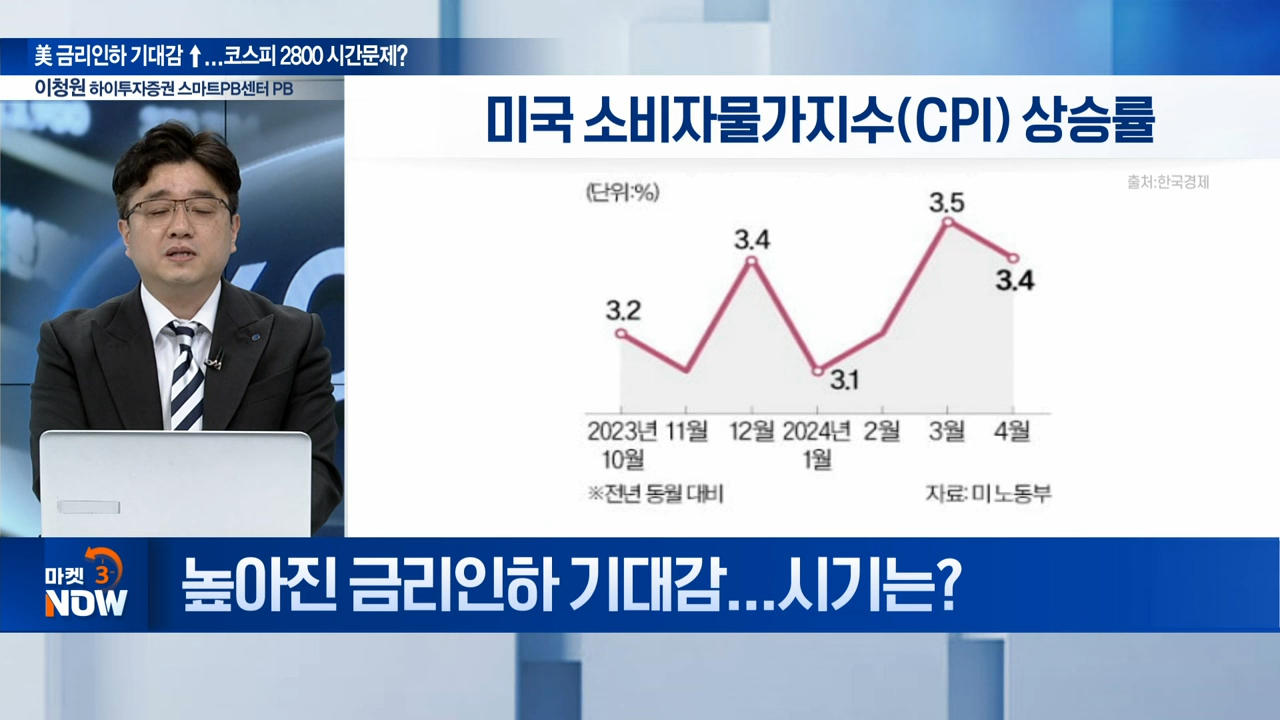 美 금리인하 기대감↑...코스피 2800 시간문제?
이청원 하이투자증권 스마트PB센터 PB
미국 소비자물가지수(CPI) 상승률
출처:한국경제
(단위:%)
3.2
3.4
3.1
3.5
3.4
2023년 10월
11월
12월
2024년 1월
2월
3월
4월
※전년 동월 대비
자료: 미 노동부
마켓 3
NOW
높아진 금리인하 기대감...시기는?